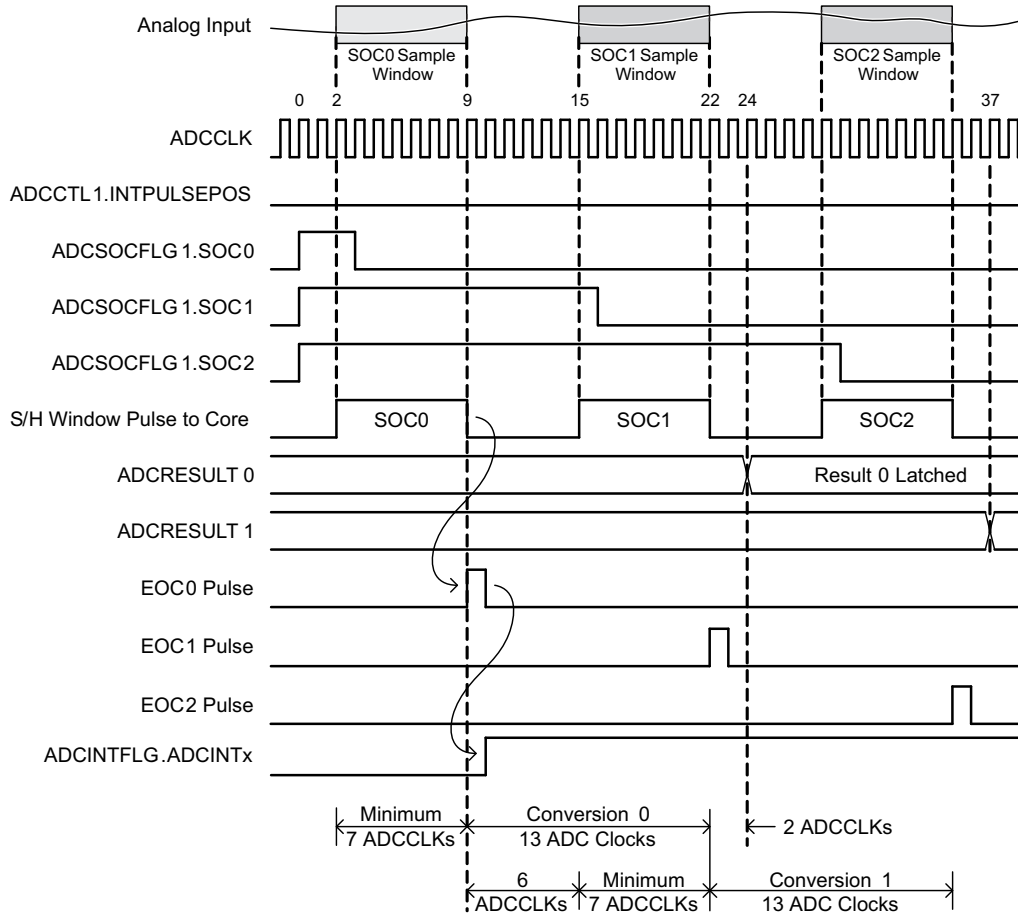 Analog Input
SOC0 Sample
Window
SOC1 Sample
Window
SOC2 Sample
Window
0 2 9 15 22 24 37
ADCCLK
ADCCTL1.INTPULSEPOS
ADCSOCFLG 1.SOC0
ADCSOCFLG 1.SOC1
ADCSOCFLG 1.SOC2
S/H Window Pulse to Core SOC0 SOC1 SOC2
ADCRESULT 0 Result 0 Latched
ADCRESULT 1
EOC0 Pulse
EOC1 Pulse
EOC2 Pulse
ADCINTFLG.ADCINTx
Minimum
7 ADCCLKs
Conversion 0
13 ADC Clocks
2 ADCCLKs
6
ADCCLKs
Minimum
7 ADCCLKs
Conversion 1
13 ADC Clocks